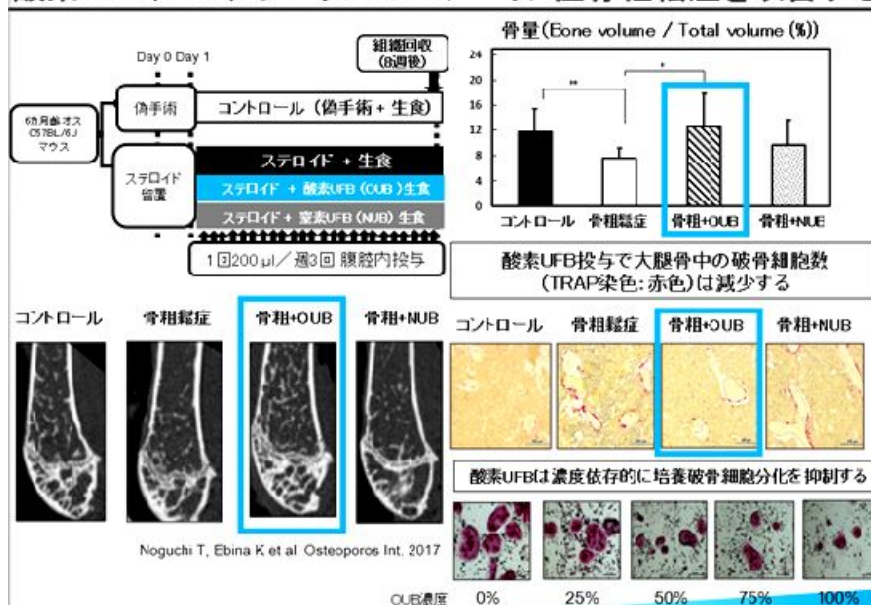 Day 0 Day 1
組織回収
(8週後)
6カ月齢オス
C57BL/6J
マウス
偽手術
コントロール (偽手術 + 生食)
ステロイド
留置
ステロイド + 生食
ステロイド + 酸素UFB (OUB) 生食
ステロイド + 窒素UFB (NUB) 生食
1回200μl/週3回 腹腔内投与
骨量(Bone volume / Total volume (%))
24
20
16
12
8
4
0
**
*
コントロール 骨粗鬆症 骨粗+OUB 骨粗+NUB
酸素UFB投与で大腿骨中の破骨細胞数
(TRAP染色:赤色)は減少する
コントロール 骨粗鬆症 骨粗+OUB 骨粗+NUB
コントロール 骨粗鬆症 骨粗+OUB 骨粗+NUB
酸素UFBは濃度依存的に培養破骨細胞分化を抑制する
Noguchi T, Ebina K et al Osteoporos Int. 2017
OUB濃度 0% 25% 50% 75% 100%